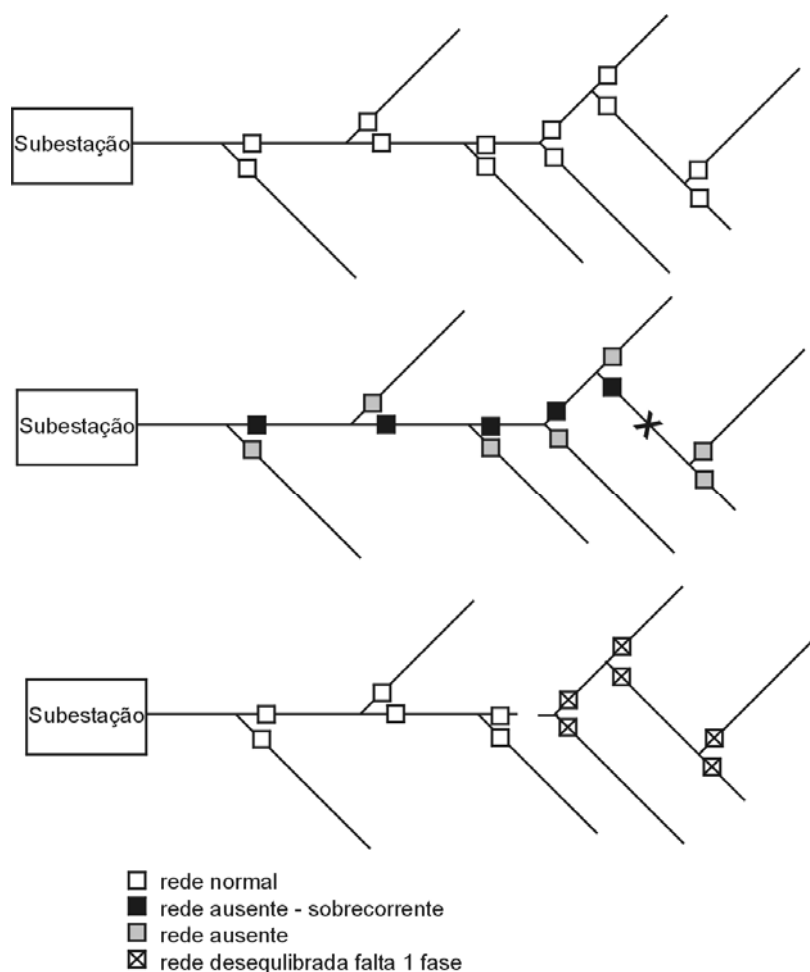 Subestação
Subestação
Subestação
rede normal
rede ausente - sobrecorrente
rede ausente
rede desequlibrada falta 1 fase